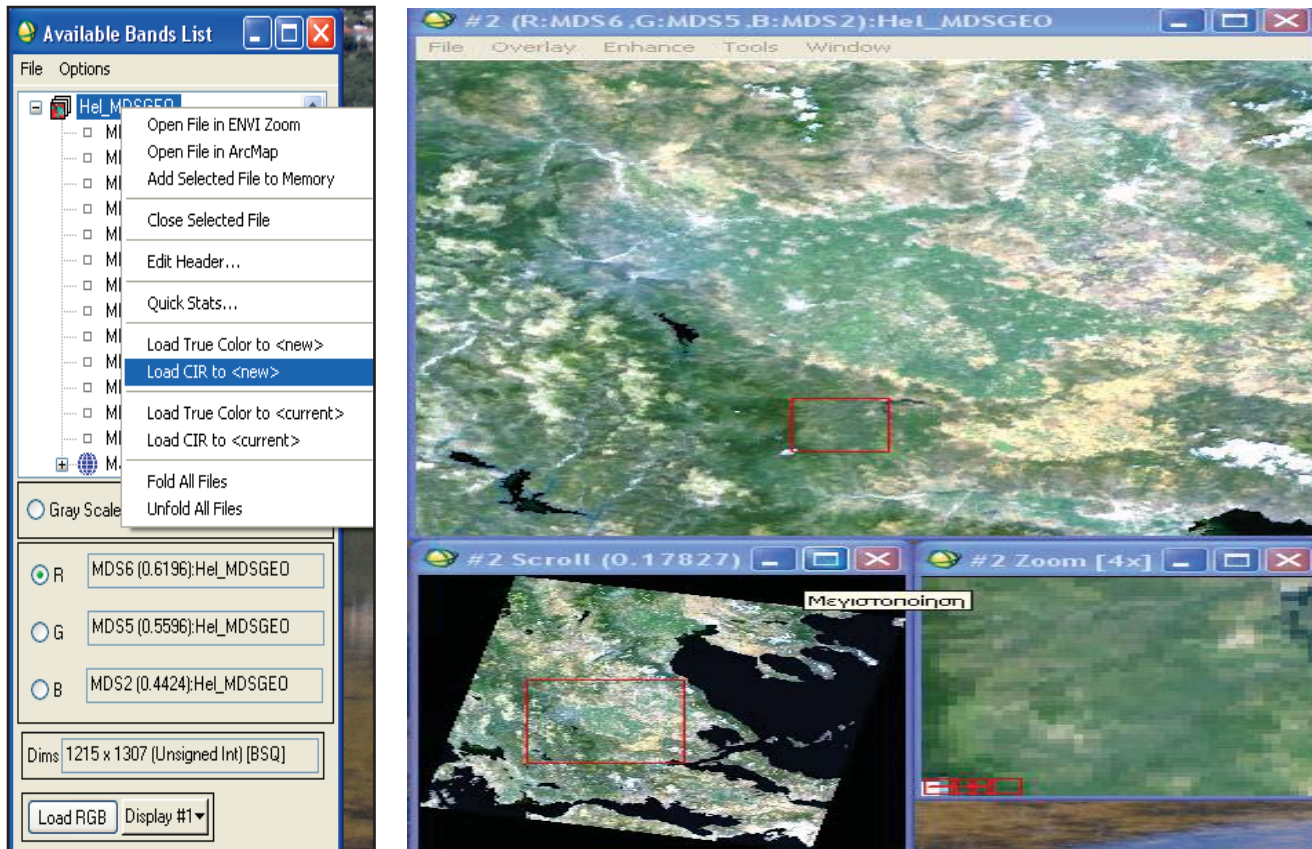 Available Bands List
File Options
Hel_MDSGEO
Open File in ENVI Zoom
Open File in ArcMap
Add Selected File to Memory
Close Selected File
Edit Header...
Quick Stats...
Load True Color to <new>
Load CIR to <new>
Load True Color to <current>
Load CIR to <current>
Fold All Files
Unfold All Files
Gray Scale
R MDS6 (0.6196):Hel_MDSGEO
G MDS5 (0.5596):Hel_MDSGEO
B MDS2 (0.4424):Hel_MDSGEO
Dims 1215 x 1307 (Unsigned Int) [BSQ]
Load RGB Display #1
#2 (R:MDS6,G:MDS5,B:MDS2):Hel_MDSGEO
File Overlay Enhance Tools Window
#2 Scroll (0.17827)
Μεγιστοποίηση
#2 Zoom [4x]